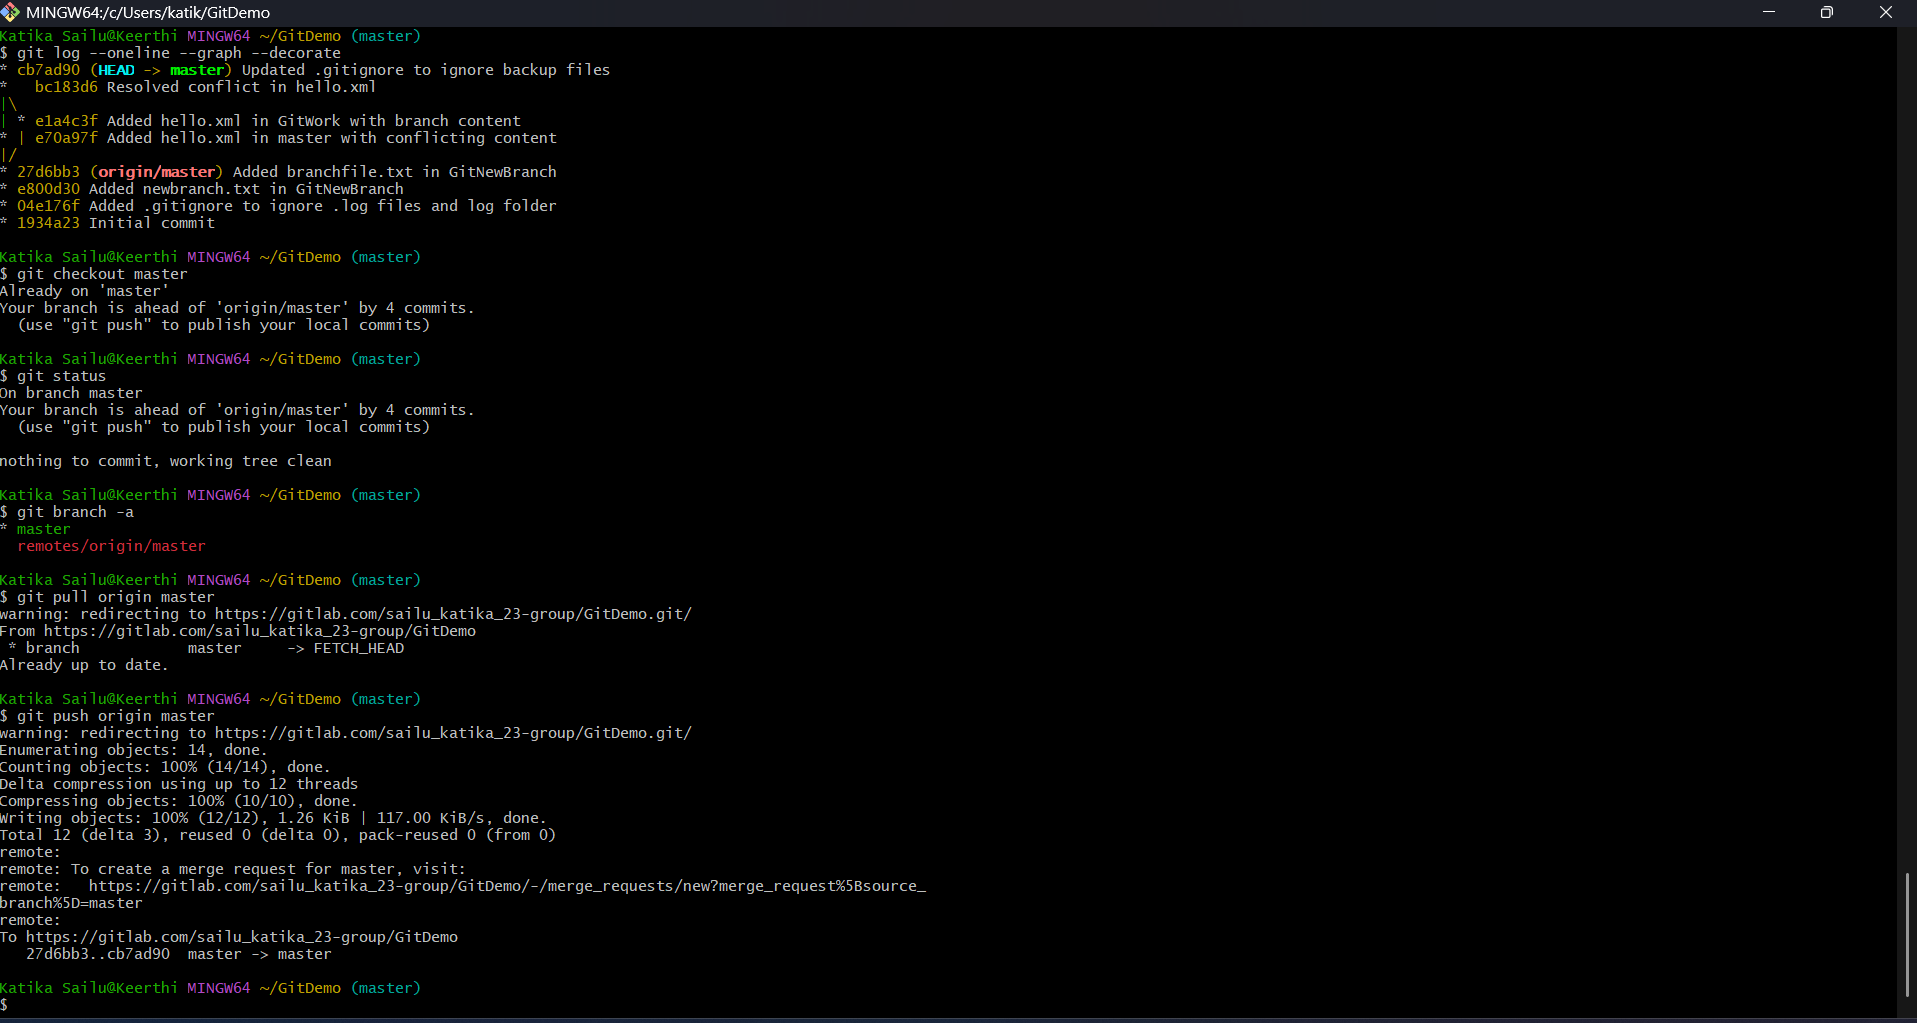 MINGW64:/c/Users/katik/GitDemo
Katika Sailu@Keerthi MINGW64 ~/GitDemo (master)
$ git log --oneline --graph --decorate
* cb7ad90 (HEAD -> master) Updated .gitignore to ignore backup files
*   bc183d6 Resolved conflict in hello.xml
|\
| * e1a4c3f Added hello.xml in GitWork with branch content
* | e70a97f Added hello.xml in master with conflicting content
|/
* 27d6bb3 (origin/master) Added branchfile.txt in GitNewBranch
* e800d30 Added newbranch.txt in GitNewBranch
* 04e176f Added .gitignore to ignore .log files and log folder
* 1934a23 Initial commit
Katika Sailu@Keerthi MINGW64 ~/GitDemo (master)
$ git checkout master
Already on 'master'
Your branch is ahead of 'origin/master' by 4 commits.
  (use "git push" to publish your local commits)
Katika Sailu@Keerthi MINGW64 ~/GitDemo (master)
$ git status
On branch master
Your branch is ahead of 'origin/master' by 4 commits.
  (use "git push" to publish your local commits)
nothing to commit, working tree clean
Katika Sailu@Keerthi MINGW64 ~/GitDemo (master)
$ git branch -a
* master
  remotes/origin/master
Katika Sailu@Keerthi MINGW64 ~/GitDemo (master)
$ git pull origin master
warning: redirecting to https://gitlab.com/sailu_katika_23-group/GitDemo.git/
From https://gitlab.com/sailu_katika_23-group/GitDemo
 * branch            master     -> FETCH_HEAD
Already up to date.
Katika Sailu@Keerthi MINGW64 ~/GitDemo (master)
$ git push origin master
warning: redirecting to https://gitlab.com/sailu_katika_23-group/GitDemo.git/
Enumerating objects: 14, done.
Counting objects: 100% (14/14), done.
Delta compression using up to 12 threads
Compressing objects: 100% (10/10), done.
Writing objects: 100% (12/12), 1.26 KiB | 117.00 KiB/s, done.
Total 12 (delta 3), reused 0 (delta 0), pack-reused 0 (from 0)
remote:
remote: To create a merge request for master, visit:
remote:   https://gitlab.com/sailu_katika_23-group/GitDemo/-/merge_requests/new?merge_request%5Bsource_
branch%5D=master
remote:
To https://gitlab.com/sailu_katika_23-group/GitDemo
   27d6bb3..cb7ad90  master -> master
Katika Sailu@Keerthi MINGW64 ~/GitDemo (master)
$